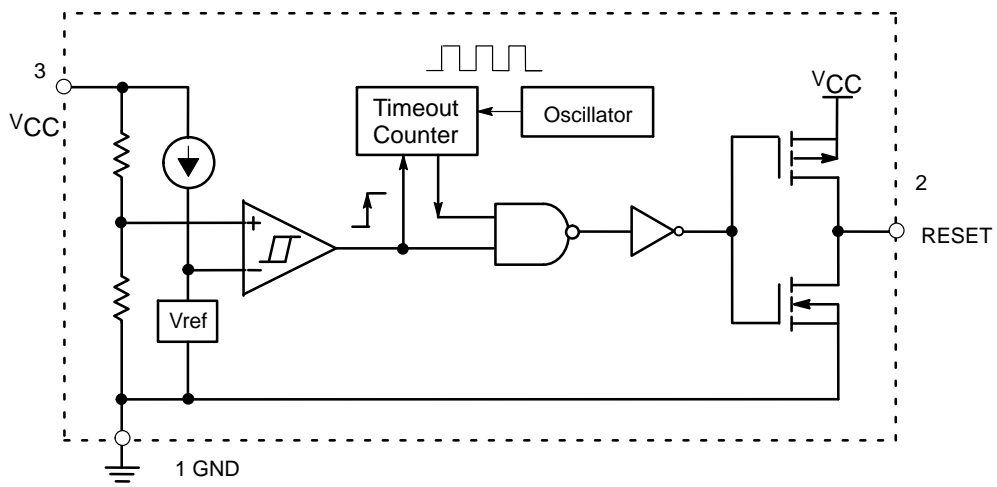 3
VCC
Timeout
Counter
Oscillator
VCC
2
RESET
+
−
Vref
1 GND